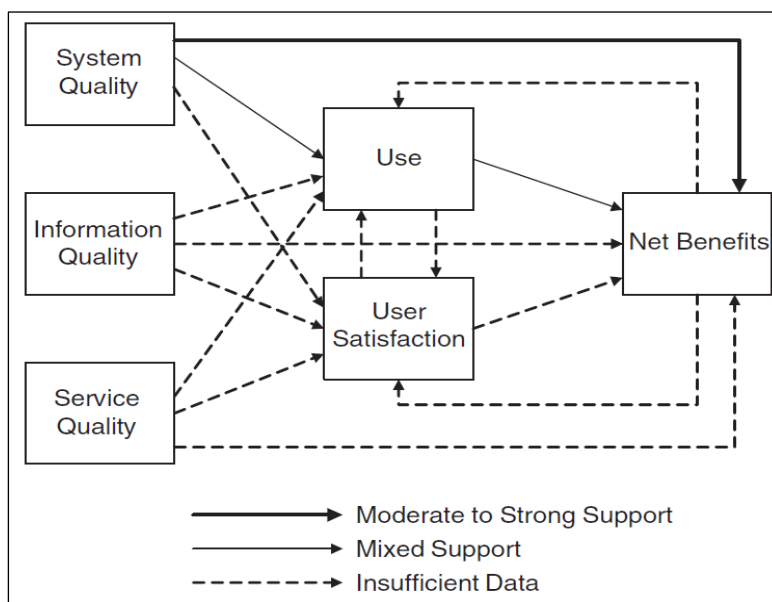 System
Quality
Use
Information
Quality
Net Benefits
User
Satisfaction
Service
Quality
Moderate to Strong Support
Mixed Support
Insufficient Data